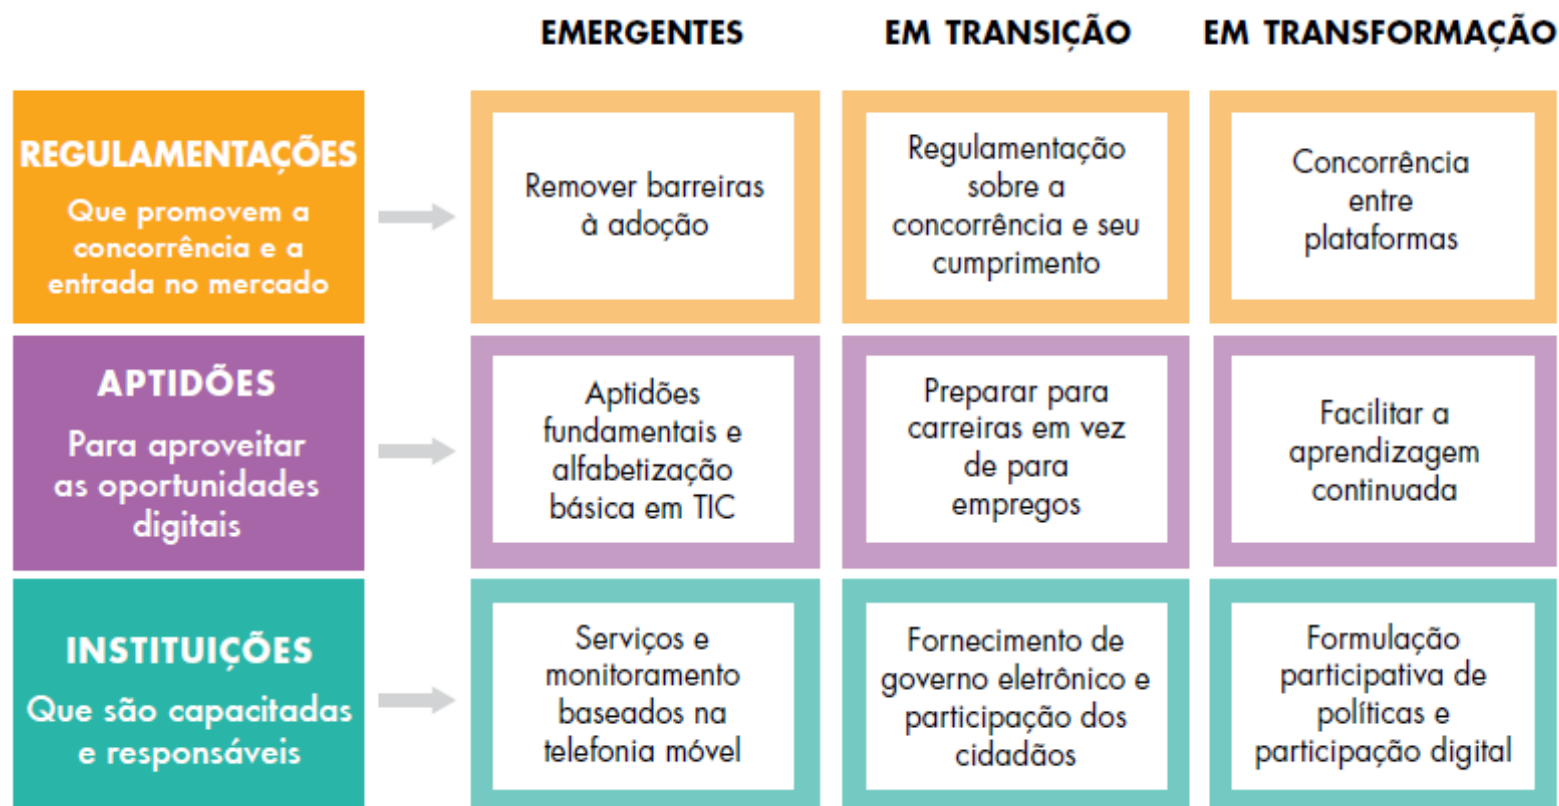 EMERGENTES
EM TRANSIÇÃO
EM TRANSFORMAÇÃO
REGULAMENTAÇÕES
Que promovem a
concorrência e a
entrada no mercado
Remover barreiras
à adoção
Regulamentação
sobre a
concorrência e seu
cumprimento
Concorrência
entre
plataformas
APTIDÕES
Para aproveitar
as oportunidades
digitais
Aptidões
fundamentais e
alfabetização
básica em TIC
Preparar para
carreiras em vez
de para
empregos
Facilitar a
aprendizagem
continuada
INSTITUIÇÕES
Que são capacitadas
e responsáveis
Serviços e
monitoramento
baseados na
telefonia móvel
Fornecimento de
governo eletrônico e
participação dos
cidadãos
Formulação
participativa de
políticas e
participação digital